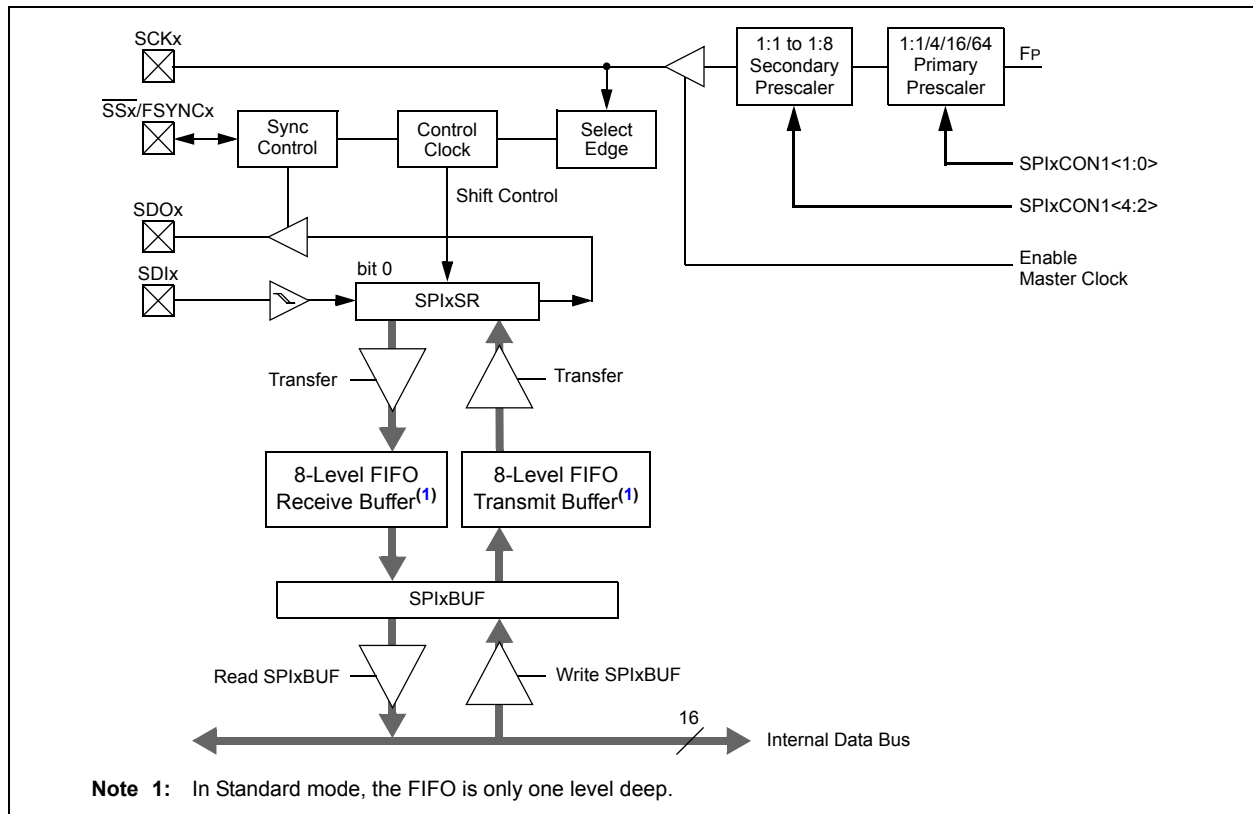 SCKx
1:1 to 1:8
Secondary
Prescaler
1:1/4/16/64
Primary
Prescaler
FP
SSx/FSYNCx
Sync
Control
Control
Clock
Select
Edge
SPIxCON1<1:0>
Shift Control
SPIxCON1<4:2>
SDOx
Enable
Master Clock
SDIx
bit 0
SPIxSR
Transfer
Transfer
8-Level FIFO
Receive Buffer(1)
8-Level FIFO
Transmit Buffer(1)
SPIxBUF
Read SPIxBUF
Write SPIxBUF
16
Internal Data Bus
Note 1: In Standard mode, the FIFO is only one level deep.